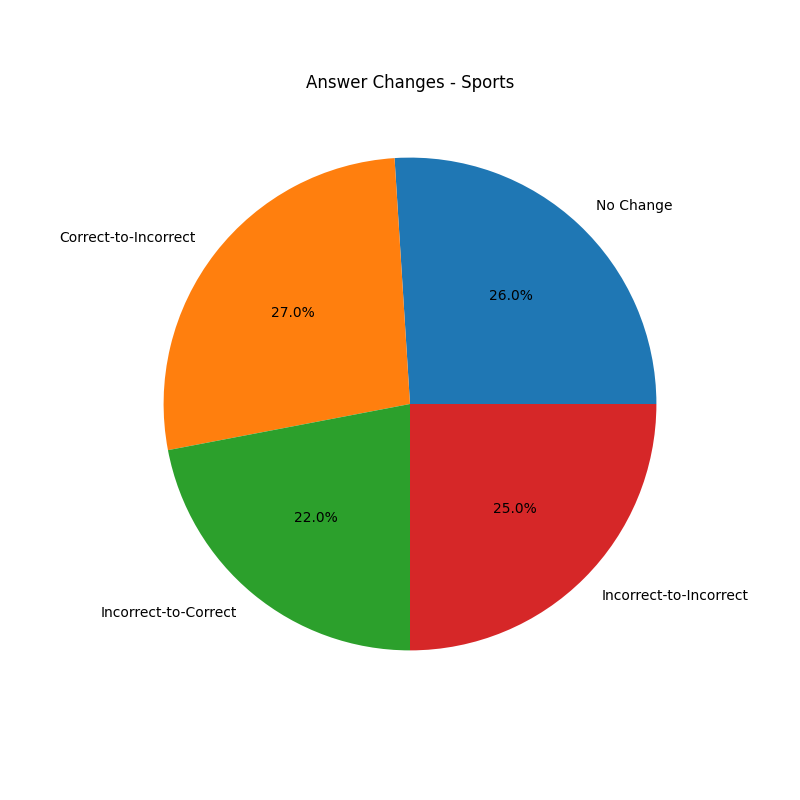 Answer Changes - Sports
No Change
Correct-to-Incorrect
26.0%
27.0%
25.0%
22.0%
Incorrect-to-Incorrect
Incorrect-to-Correct